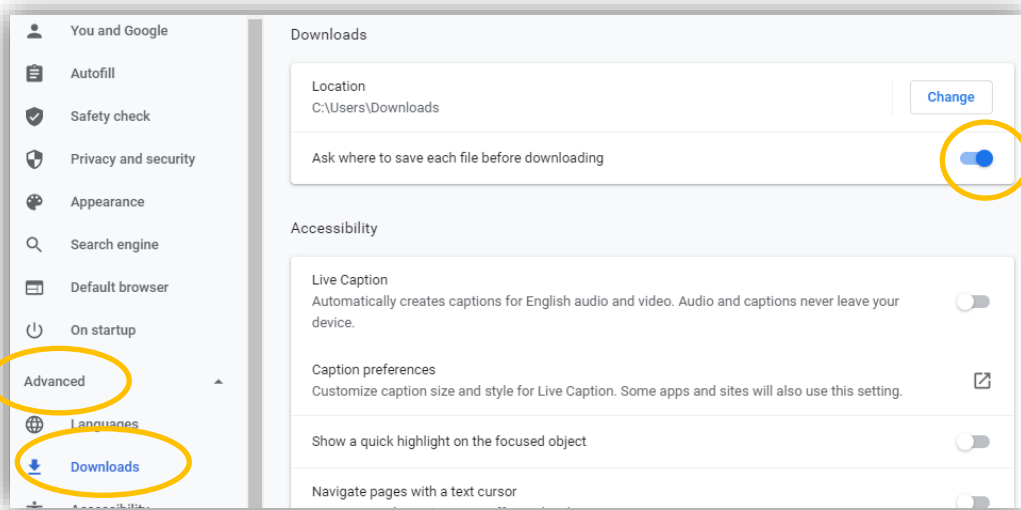 You and Google
Autofill
Safety check
Privacy and security
Appearance
Search engine
Default browser
On startup
Advanced
Languages
Downloads
Accessibility
Downloads
Location
C:\Users\Downloads
Change
Ask where to save each file before downloading
Accessibility
Live Caption
Automatically creates captions for English audio and video. Audio and captions never leave your
device.
Caption preferences
Customize caption size and style for Live Caption. Some apps and sites will also use this setting.
Show a quick highlight on the focused object
Navigate pages with a text cursor